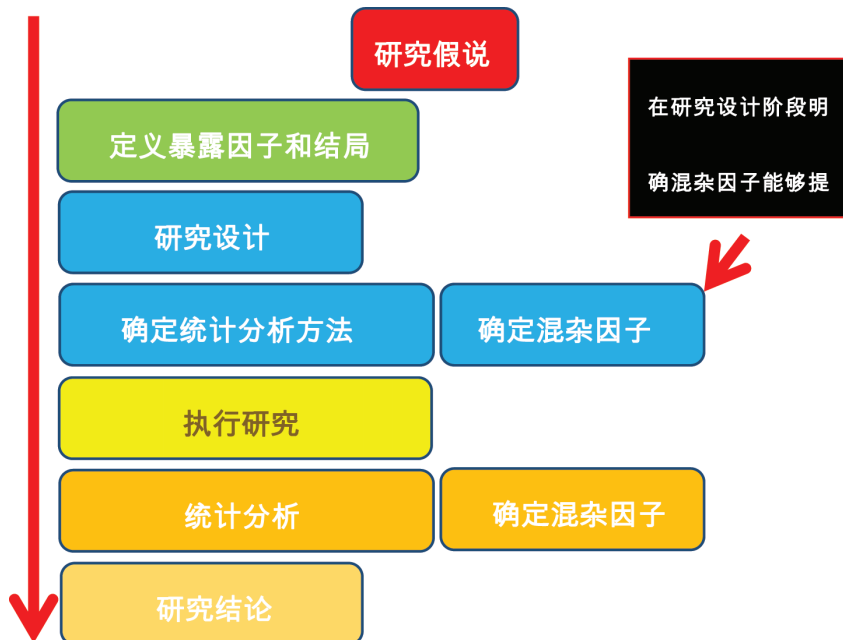 研究假说
在研究设计阶段明
确混杂因子能够提
定义暴露因子和结局
研究设计
确定统计分析方法
确定混杂因子
执行研究
统计分析
确定混杂因子
研究结论